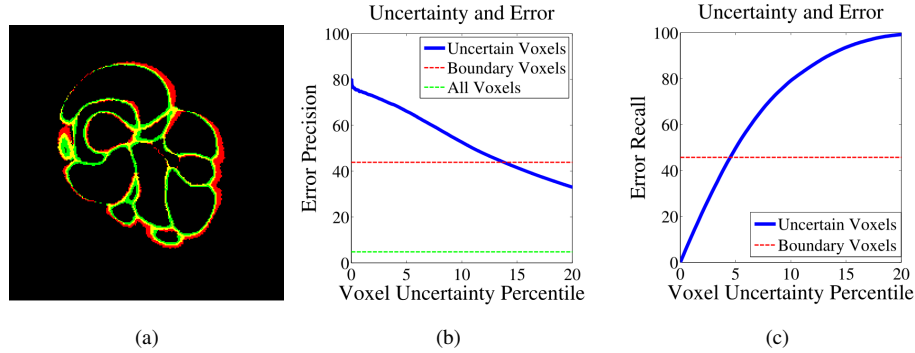 Uncertainty and Error
100
80
60
40
20
0
Error Precision
Uncertain Voxels
Boundary Voxels
All Voxels
0 5 10 15 20
Voxel Uncertainty Percentile
Uncertainty and Error
100
80
60
40
20
0
Error Recall
Uncertain Voxels
Boundary Voxels
0 5 10 15 20
Voxel Uncertainty Percentile
(a) (b) (c)